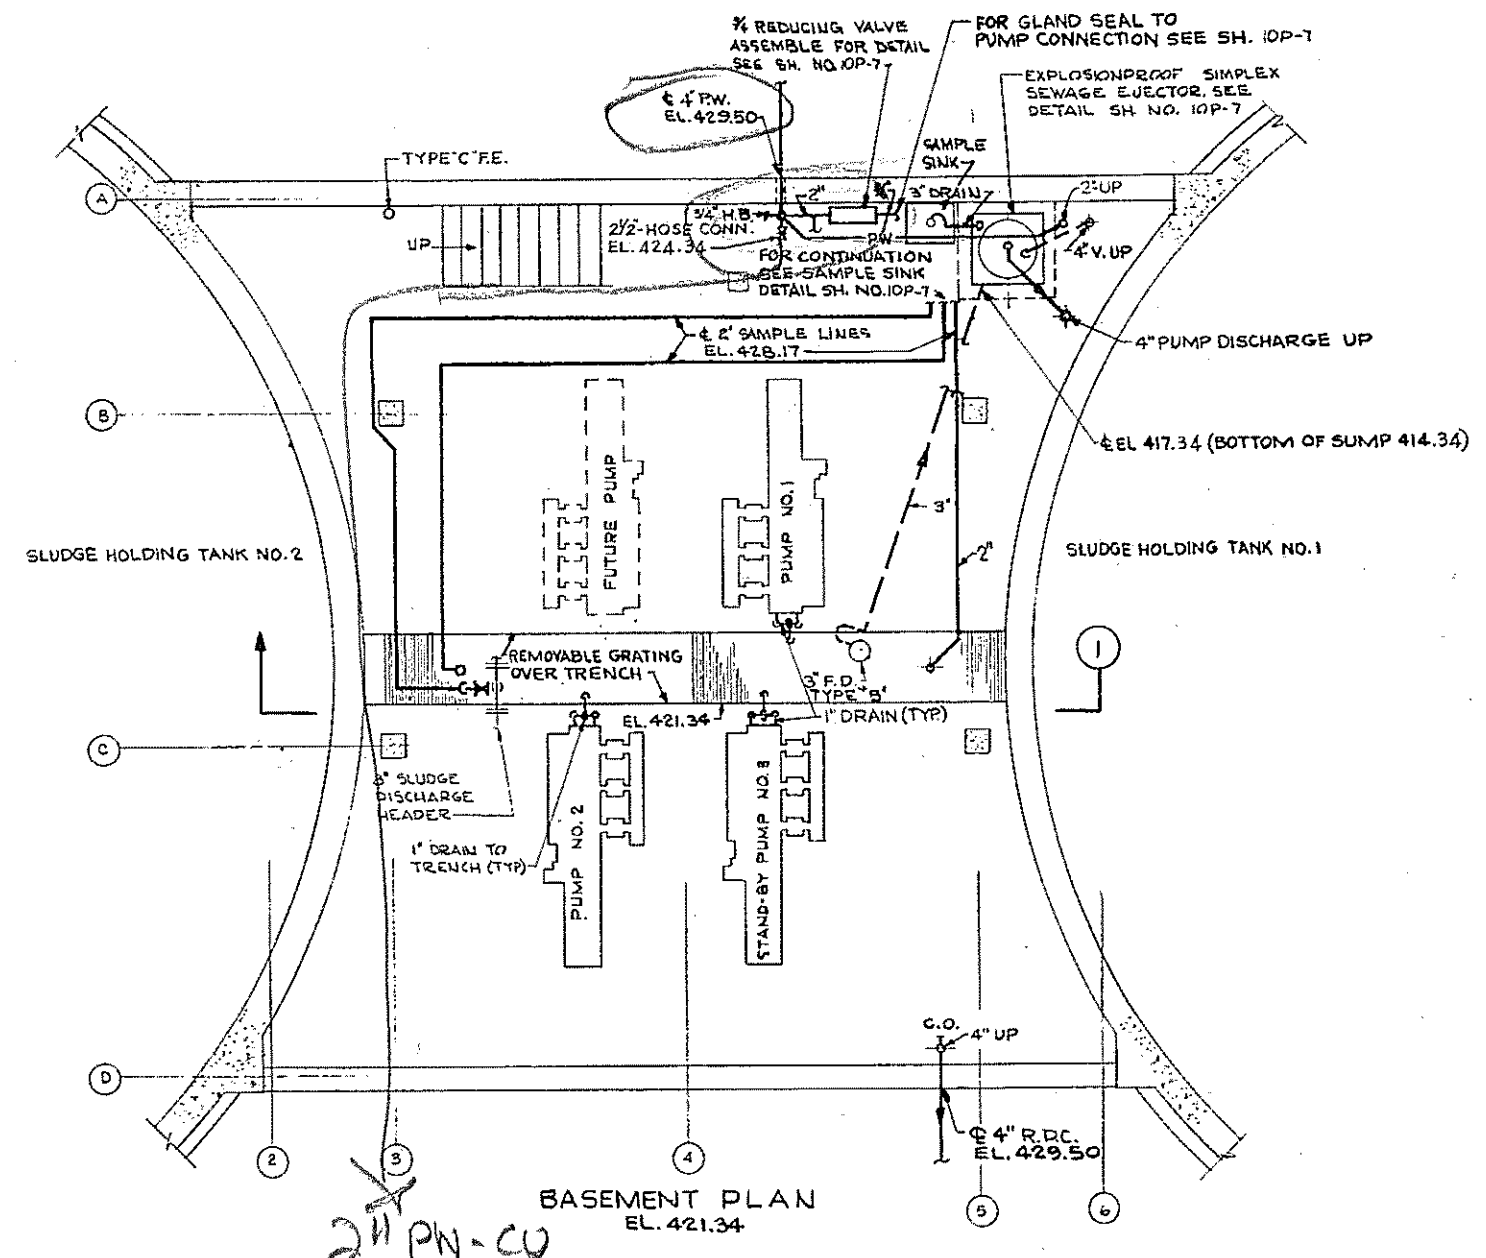 ¾ REDUCING VALVE
ASSEMBLE FOR DETAIL
SEE SH. NO. 10P-7
FOR GLAND SEAL TO
PUMP CONNECTION SEE SH. 10P-7
EXPLOSIONPROOF SIMPLEX
SEWAGE EJECTOR, SEE
DETAIL SH NO. 10P-7
℄ 4" P.W.
EL. 429.50
SAMPLE
SINK
TYPE "C" F.E.
A
2"
¾"
3" DRAIN
2" UP
¾" H.B.
2½"-HOSE CONN.
EL. 424.34
UP
PW
4" V. UP
FOR CONTINUATION
SEE SAMPLE SINK
DETAIL SH. NO. 10P-7
℄ 2" SAMPLE LINES
EL. 428.17
4" PUMP DISCHARGE UP
B
℄ EL 417.34 (BOTTOM OF SUMP 414.34)
FUTURE PUMP
PUMP NO. 1
3"
2"
SLUDGE HOLDING TANK NO. 2
SLUDGE HOLDING TANK NO. 1
1
REMOVABLE GRATING
OVER TRENCH
3" F.D.
TYPE "B"
EL. 421.34
1" DRAIN (TYP.)
C
3" SLUDGE
DISCHARGE
HEADER
1" DRAIN TO
TRENCH (TYP)
PUMP NO. 2
STAND-BY PUMP NO. 3
C.O.
4" UP
D
℄ 4" R.D.C.
EL. 429.50
2
3
4
5
6
BASEMENT PLAN
EL. 421.34
2" PW - CU